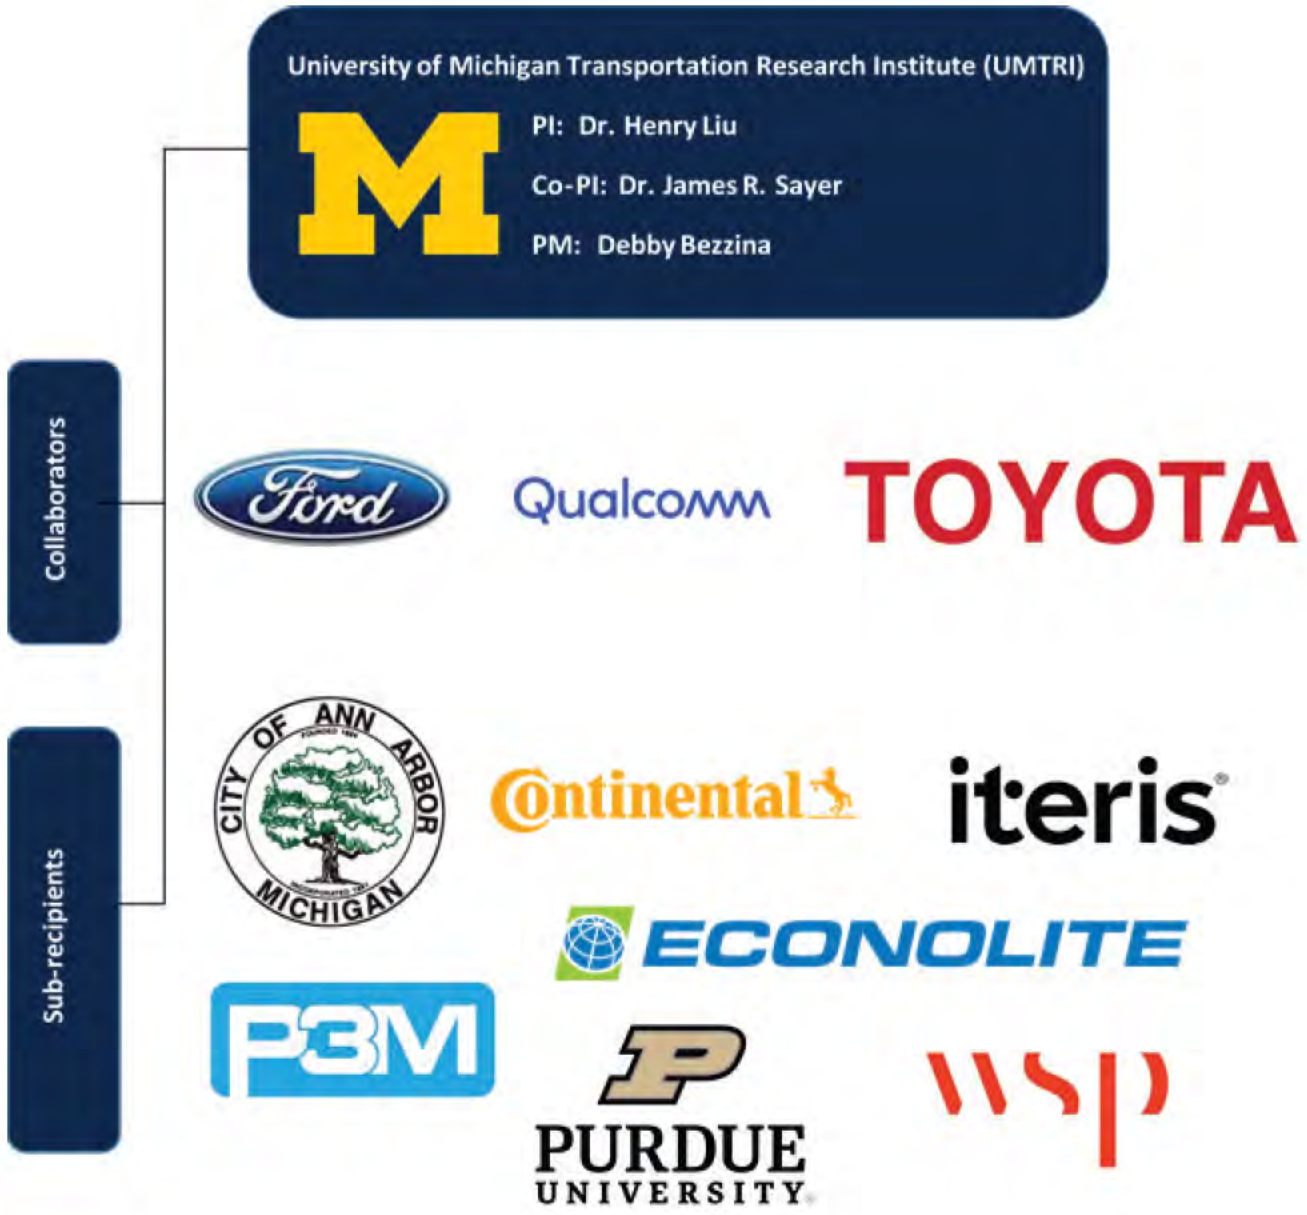 University of Michigan Transportation Research Institute (UMTRI)
M
PI: Dr. Henry Liu
Co-PI: Dr. James R. Sayer
PM: Debby Bezzina
Collaborators
Ford
Qualcomm
TOYOTA
Sub-recipients
CITY OF ANN ARBOR
MICHIGAN
Continental
iteris®
ECONOLITE
P3M
P
PURDUE
UNIVERSITY
wsp